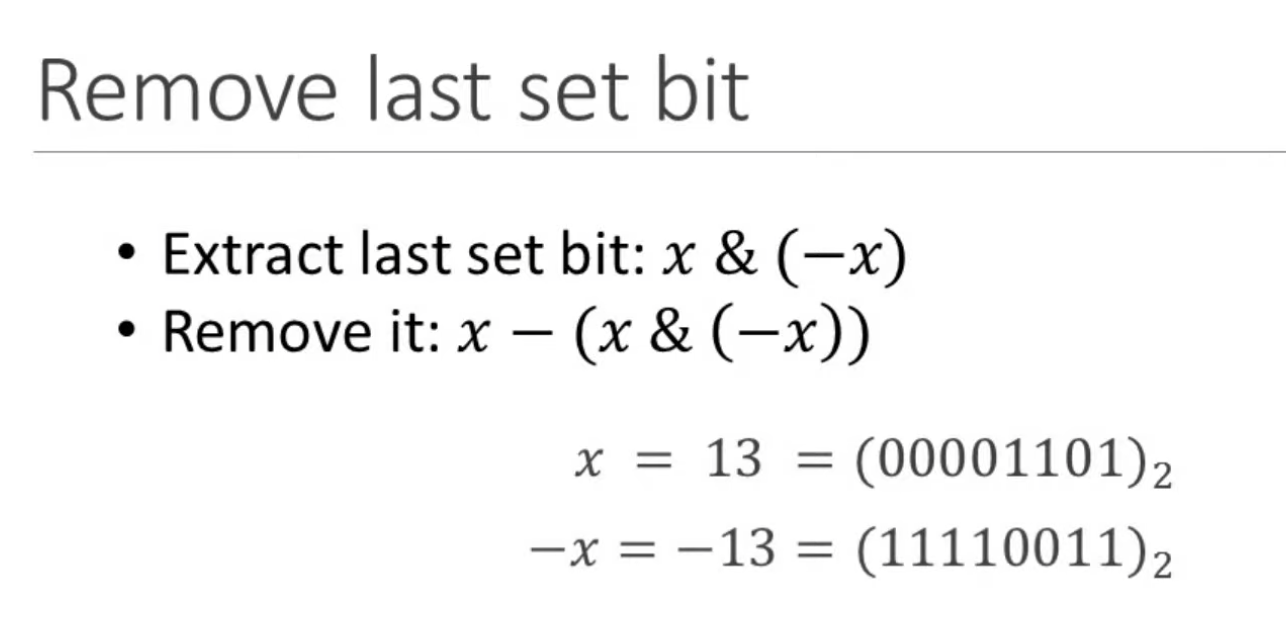 Remove last set bit
• Extract last set bit: x & (−x)
• Remove it: x − (x & (−x))
x = 13 = (00001101)₂
−x = −13 = (11110011)₂